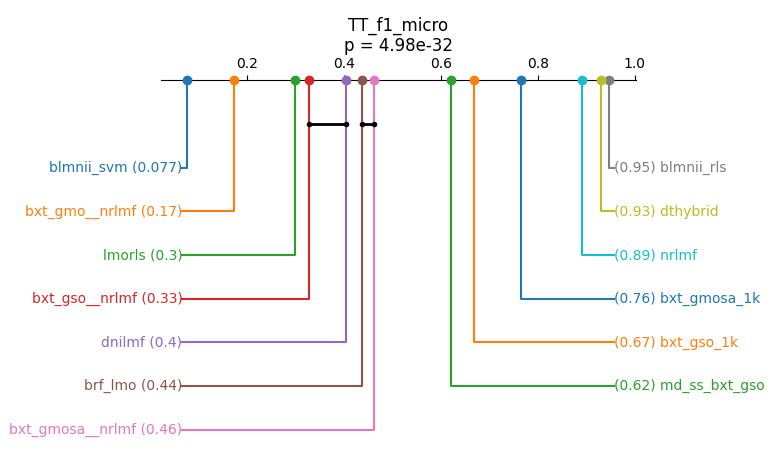 TT_f1_micro
p = 4.98e-32
0.2 0.4 0.6 0.8 1.0
blmnii_svm (0.077)
(0.95) blmnii_rls
bxt_gmo__nrlmf (0.17)
(0.93) dthybrid
lmorls (0.3)
(0.89) nrlmf
bxt_gso__nrlmf (0.33)
(0.76) bxt_gmosa_1k
dnilmf (0.4)
(0.67) bxt_gso_1k
brf_lmo (0.44)
(0.62) md_ss_bxt_gso
bxt_gmosa__nrlmf (0.46)